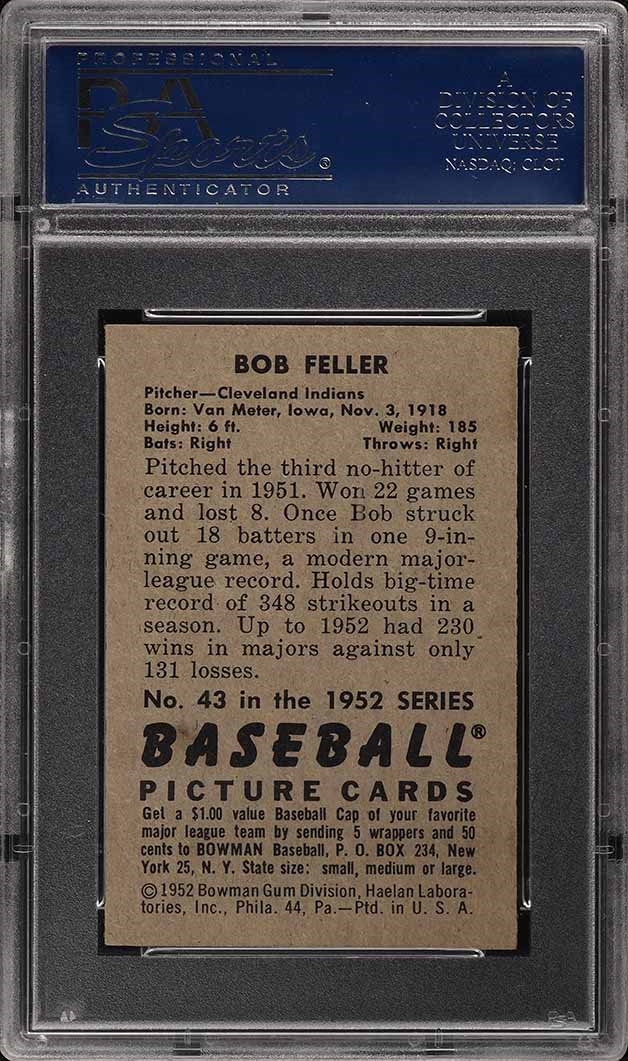 PROFESSIONAL
PSA
Sports®
AUTHENTICATOR
A
DIVISION OF
COLLECTORS
UNIVERSE
NASDAQ: CLCT
BOB FELLER
Pitcher—Cleveland Indians
Born: Van Meter, Iowa, Nov. 3, 1918
Height: 6 ft. Weight: 185
Bats: Right Throws: Right
Pitched the third no-hitter of
career in 1951. Won 22 games
and lost 8. Once Bob struck
out 18 batters in one 9-in-
ning game, a modern major-
league record. Holds big-time
record of 348 strikeouts in a
season. Up to 1952 had 230
wins in majors against only
131 losses.
No. 43 in the 1952 SERIES
BASEBALL®
PICTURE CARDS
Get a $1.00 value Baseball Cap of your favorite
major league team by sending 5 wrappers and 50
cents to BOWMAN Baseball, P. O. BOX 234, New
York 25, N. Y. State size: small, medium or large.
© 1952 Bowman Gum Division, Haelan Labora-
tories, Inc., Phila. 44, Pa.—Ptd. in U. S. A.
PSA